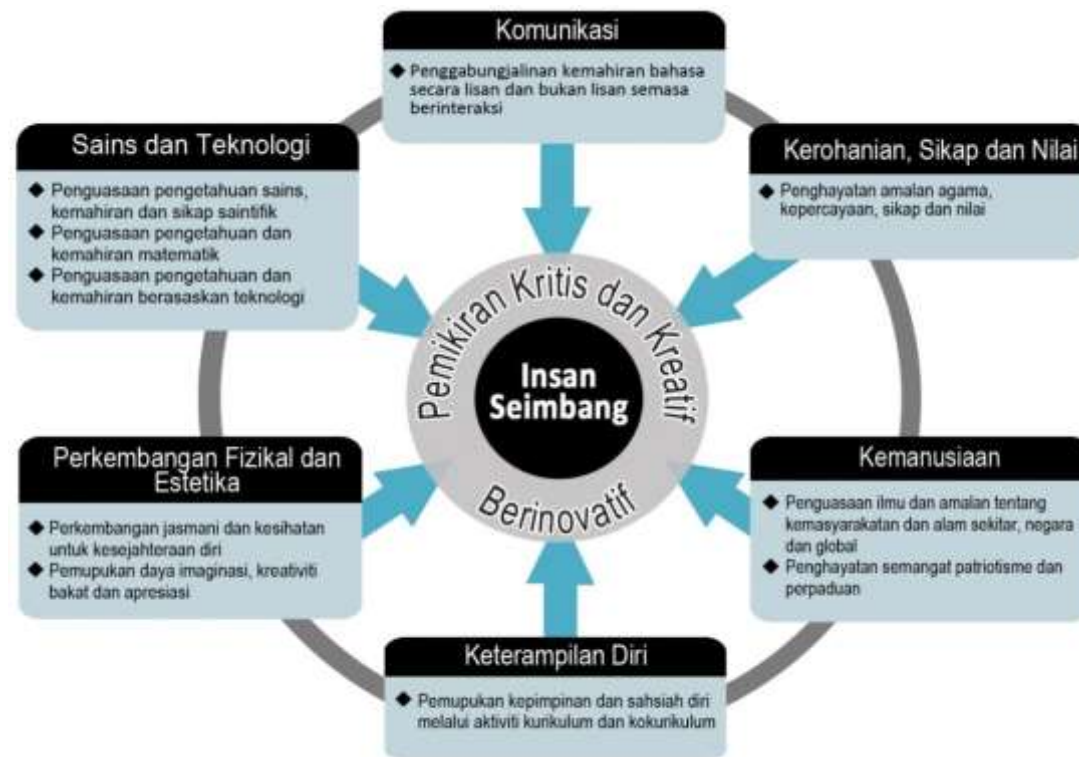 Komunikasi
◆ Penggabungjalinan kemahiran bahasa
secara lisan dan bukan lisan semasa
berinteraksi
Sains dan Teknologi
◆ Penguasaan pengetahuan sains,
kemahiran dan sikap saintifik
◆ Penguasaan pengetahuan dan
kemahiran matematik
◆ Penguasaan pengetahuan dan
kemahiran berasaskan teknologi
Kerohanian, Sikap dan Nilai
◆ Penghayatan amalan agama,
kepercayaan, sikap dan nilai
Pemikiran Kritis dan Kreatif
Insan
Seimbang
Berinovatif
Perkembangan Fizikal dan
Estetika
◆ Perkembangan jasmani dan kesihatan
untuk kesejahteraan diri
◆ Pemupukan daya imaginasi, kreativiti
bakat dan apresiasi
Kemanusiaan
◆ Penguasaan ilmu dan amalan tentang
kemasyarakatan dan alam sekitar, negara
dan global
◆ Penghayatan semangat patriotisme dan
perpaduan
Keterampilan Diri
◆ Pemupukan kepimpinan dan sahsiah diri
melalui aktiviti kurikulum dan kokurikulum